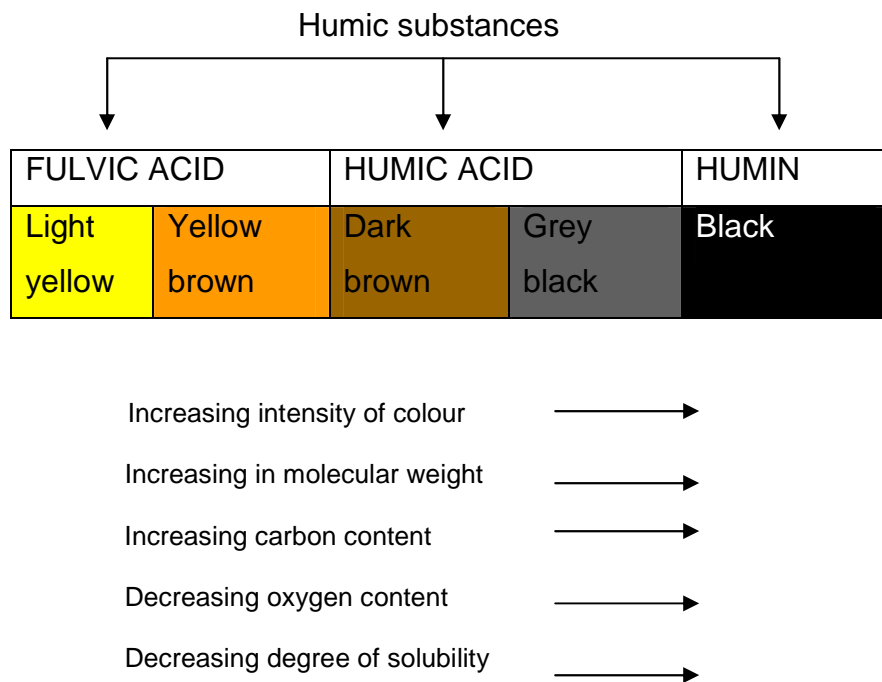 Humic substances
FULVIC ACID HUMIC ACID HUMIN
Light Yellow Dark Grey Black
yellow brown brown black
Increasing intensity of colour
Increasing in molecular weight
Increasing carbon content
Decreasing oxygen content
Decreasing degree of solubility